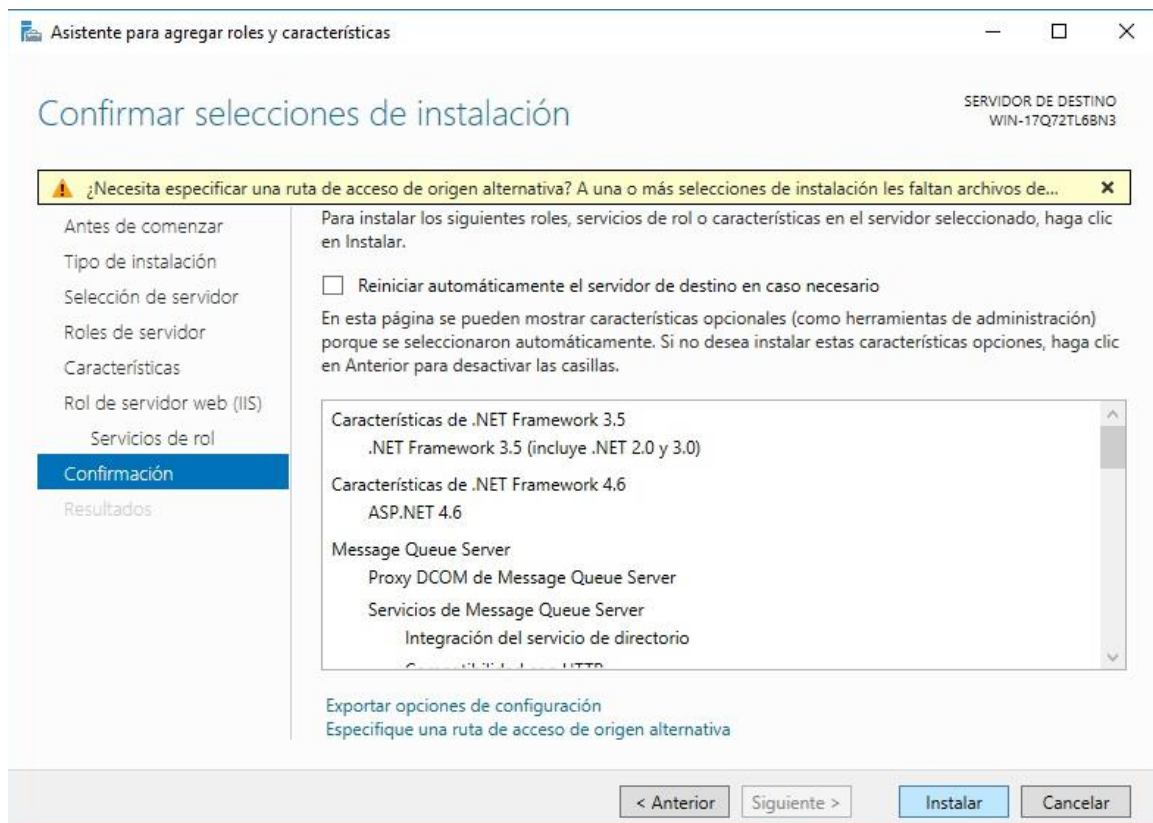 Asistente para agregar roles y características
Confirmar selecciones de instalación
SERVIDOR DE DESTINO
WIN-17Q72TL6BN3
¿Necesita especificar una ruta de acceso de origen alternativa? A una o más selecciones de instalación les faltan archivos de...
Antes de comenzar
Tipo de instalación
Selección de servidor
Roles de servidor
Características
Rol de servidor web (IIS)
Servicios de rol
Confirmación
Resultados
Para instalar los siguientes roles, servicios de rol o características en el servidor seleccionado, haga clic
en Instalar.
Reiniciar automáticamente el servidor de destino en caso necesario
En esta página se pueden mostrar características opcionales (como herramientas de administración)
porque se seleccionaron automáticamente. Si no desea instalar estas características opciones, haga clic
en Anterior para desactivar las casillas.
Características de .NET Framework 3.5
.NET Framework 3.5 (incluye .NET 2.0 y 3.0)
Características de .NET Framework 4.6
ASP.NET 4.6
Message Queue Server
Proxy DCOM de Message Queue Server
Servicios de Message Queue Server
Integración del servicio de directorio
Exportar opciones de configuración
Especifique una ruta de acceso de origen alternativa
< Anterior
Siguiente >
Instalar
Cancelar